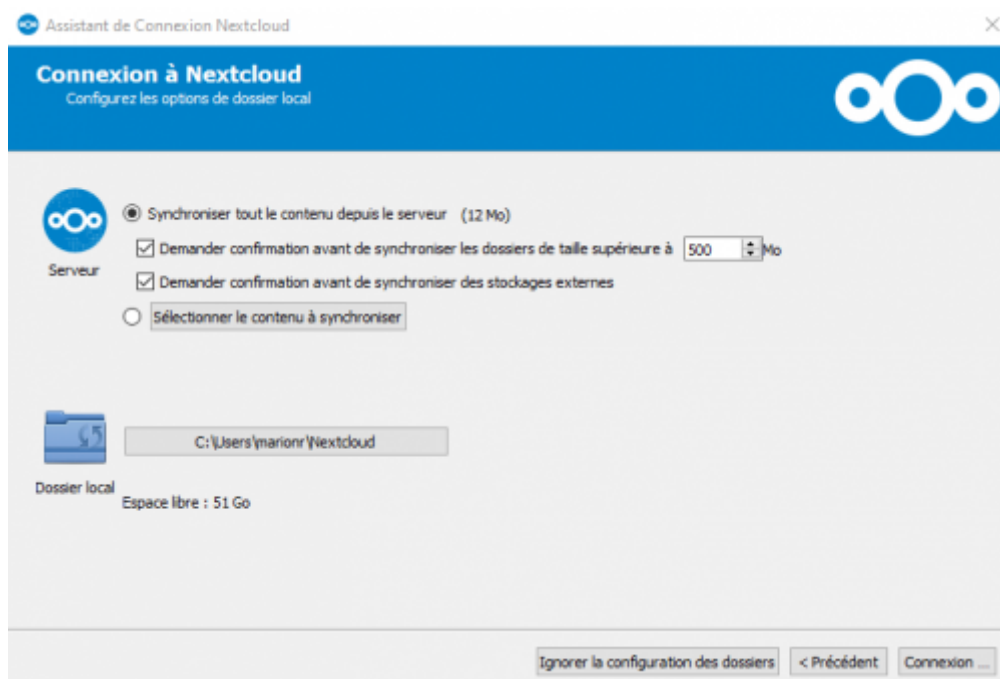 Assistant de Connexion Nextcloud
Connexion à Nextcloud
Configurez les options de dossier local
Synchroniser tout le contenu depuis le serveur (12 Mo)
Demander confirmation avant de synchroniser les dossiers de taille supérieure à 500 Mo
Serveur
Demander confirmation avant de synchroniser des stockages externes
Sélectionner le contenu à synchroniser
C:\Users\marionr\Nextcloud
Dossier local
Espace libre : 51 Go
Ignorer la configuration des dossiers < Précédent Connexion ...